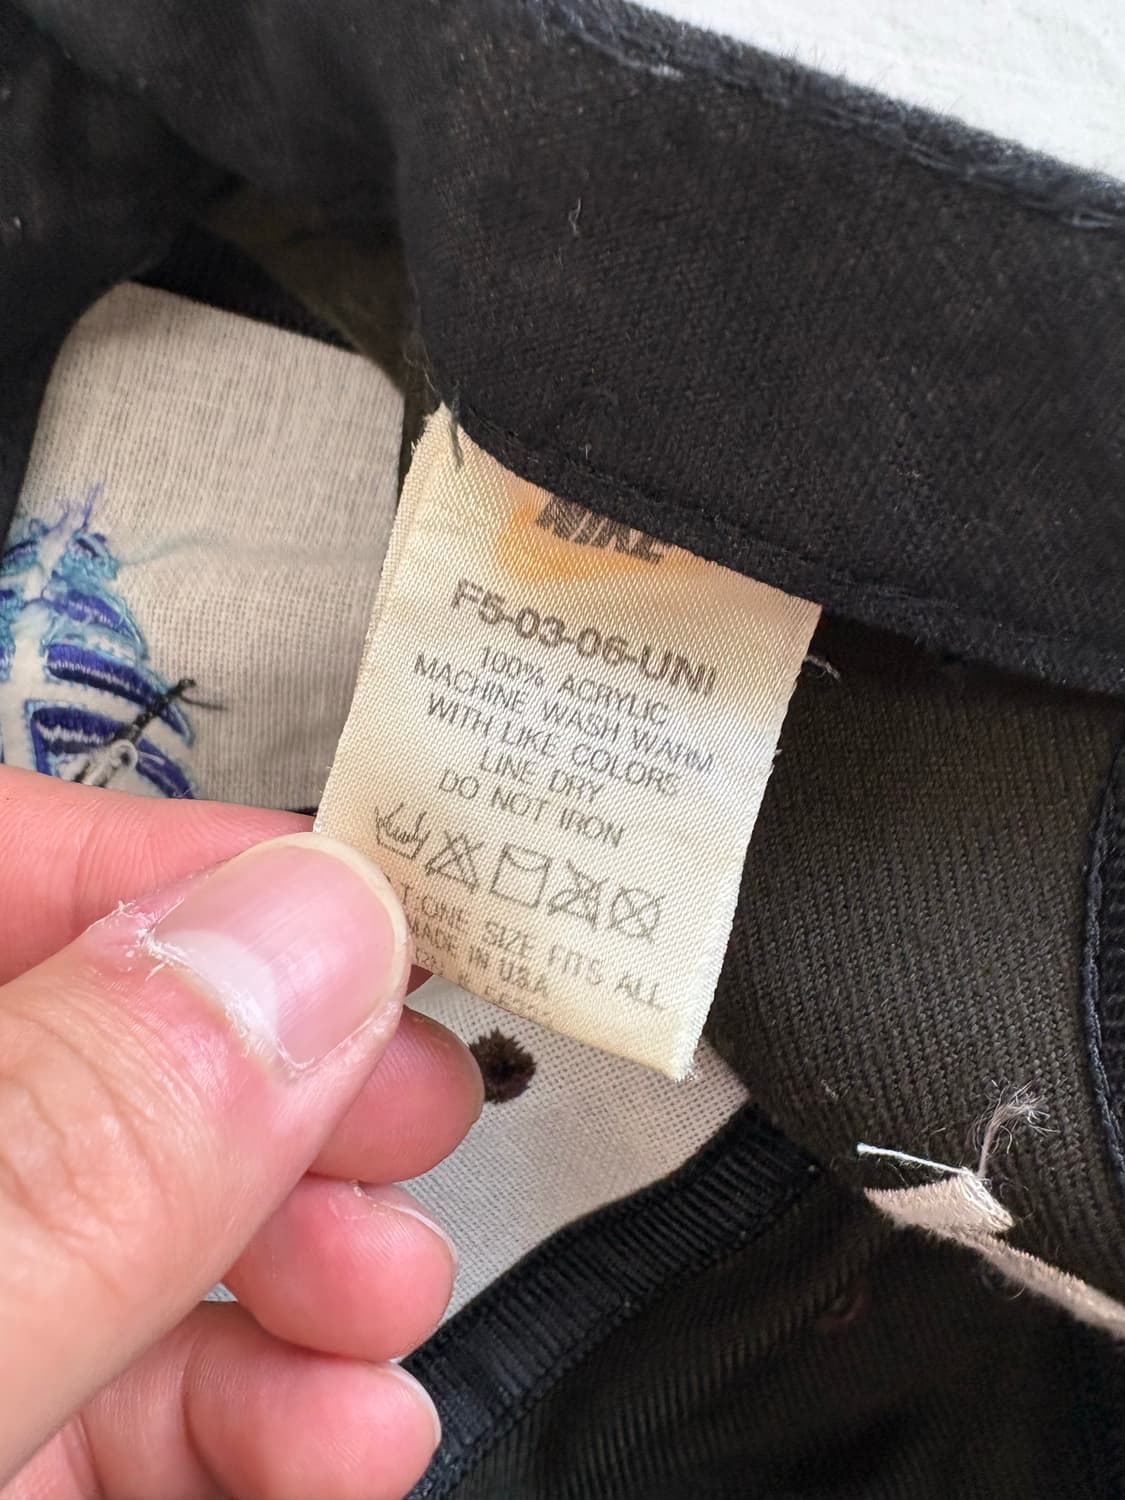 F5-03-06-UNI
100% ACRYLIC
MACHINE WASH WARM
WITH LIKE COLORS
LINE DRY
DO NOT IRON
ONE SIZE FITS ALL
MADE IN U.S.A